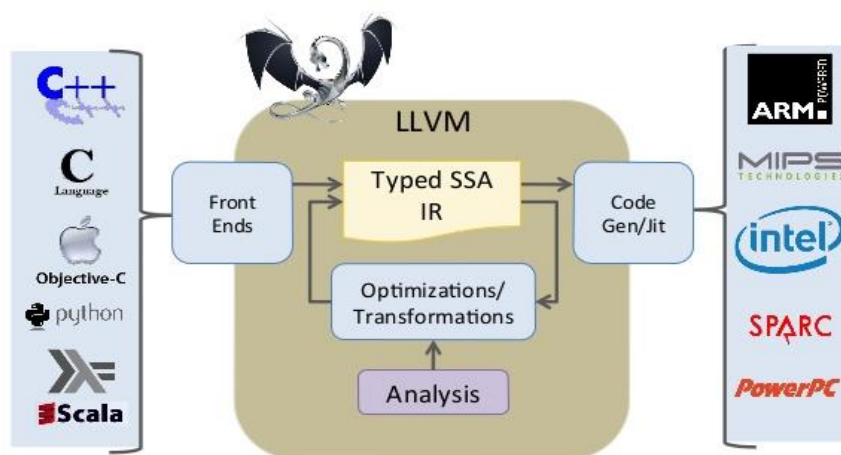 C++
C
Language
Objective-C
python
Scala
LLVM
Front
Ends
Typed SSA
IR
Code
Gen/Jit
Optimizations/
Transformations
Analysis
ARM
POWERED
MIPS
TECHNOLOGIES
intel
SPARC
PowerPC